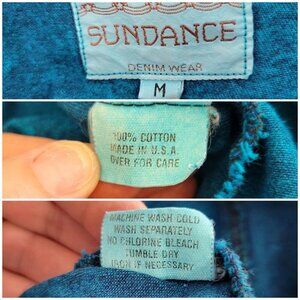 SUNDANCE
DENIM WEAR
M
100% COTTON
MADE IN U.S.A.
OVER FOR CARE
MACHINE WASH COLD
WASH SEPARATELY
NO CHLORINE BLEACH
TUMBLE DRY
IRON IF NECESSARY